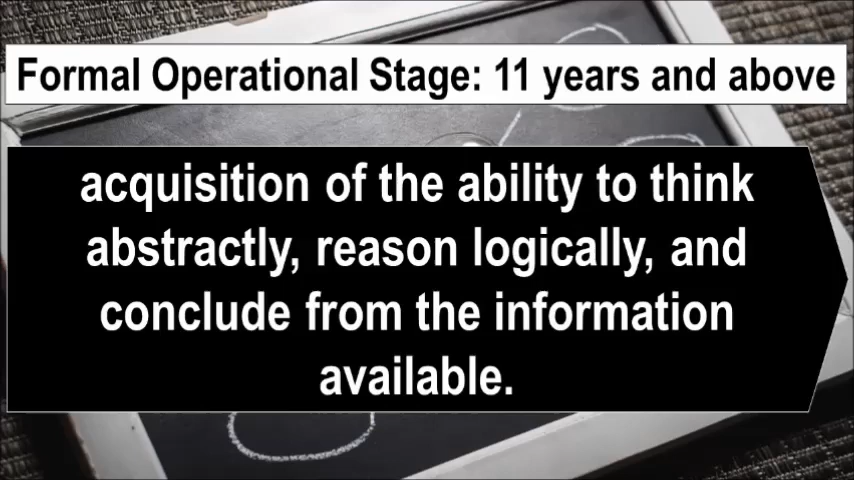 Formal Operational Stage: 11 years and above
acquisition of the ability to think
abstractly, reason logically, and
conclude from the information
available.